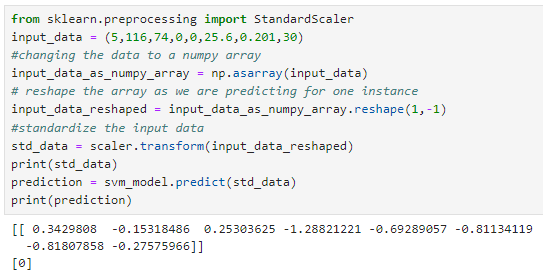 from sklearn.preprocessing import StandardScaler
input_data = (5,116,74,0,0,25.6,0.201,30)
#changing the data to a numpy array
input_data_as_numpy_array = np.asarray(input_data)
# reshape the array as we are predicting for one instance
input_data_reshaped = input_data_as_numpy_array.reshape(1,-1)
#standardize the input data
std_data = scaler.transform(input_data_reshaped)
print(std_data)
prediction = svm_model.predict(std_data)
print(prediction)
[[ 0.3429808  -0.15318486  0.25303625 -1.28821221 -0.69289057 -0.81134119
  -0.81807858 -0.27575966]]
[0]